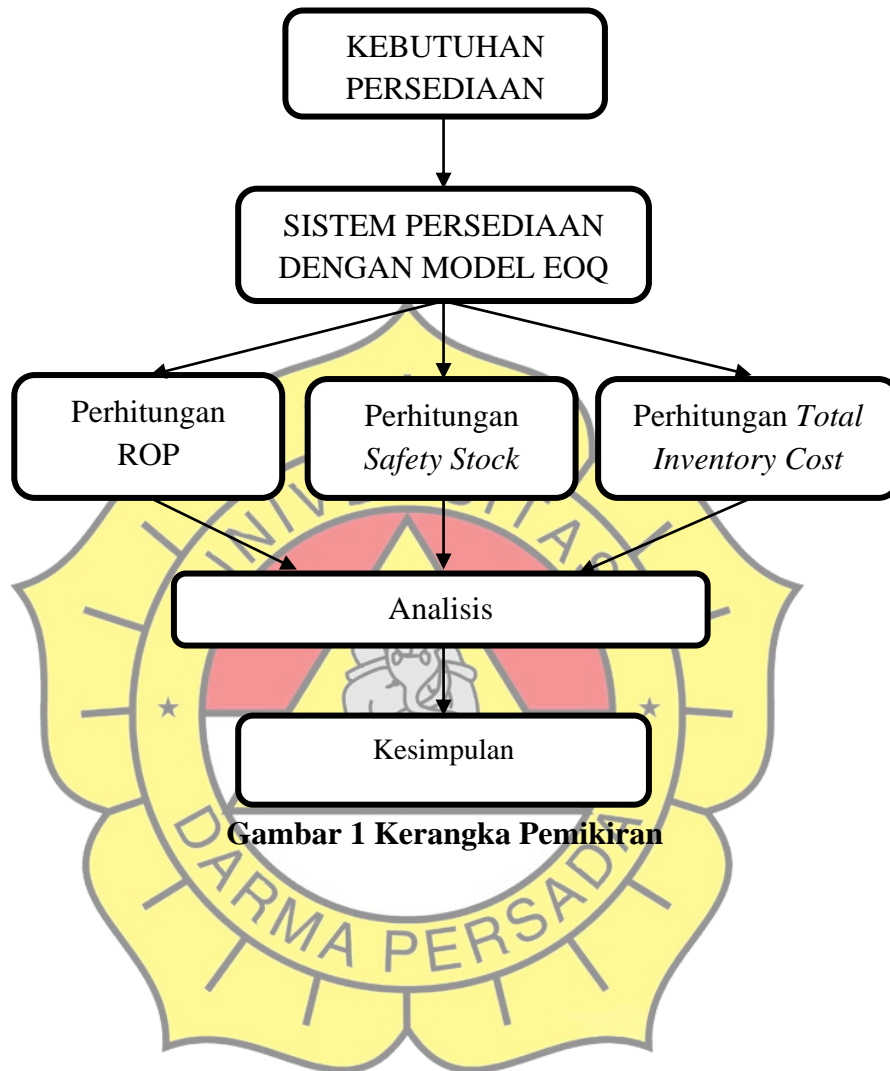 KEBUTUHAN
PERSEDIAAN
SISTEM PERSEDIAAN
DENGAN MODEL EOQ
Perhitungan
ROP
Perhitungan
Safety Stock
Perhitungan Total
Inventory Cost
UNIVERSITAS
Analisis
Kesimpulan
Gambar 1 Kerangka Pemikiran
DARMA PERSADA